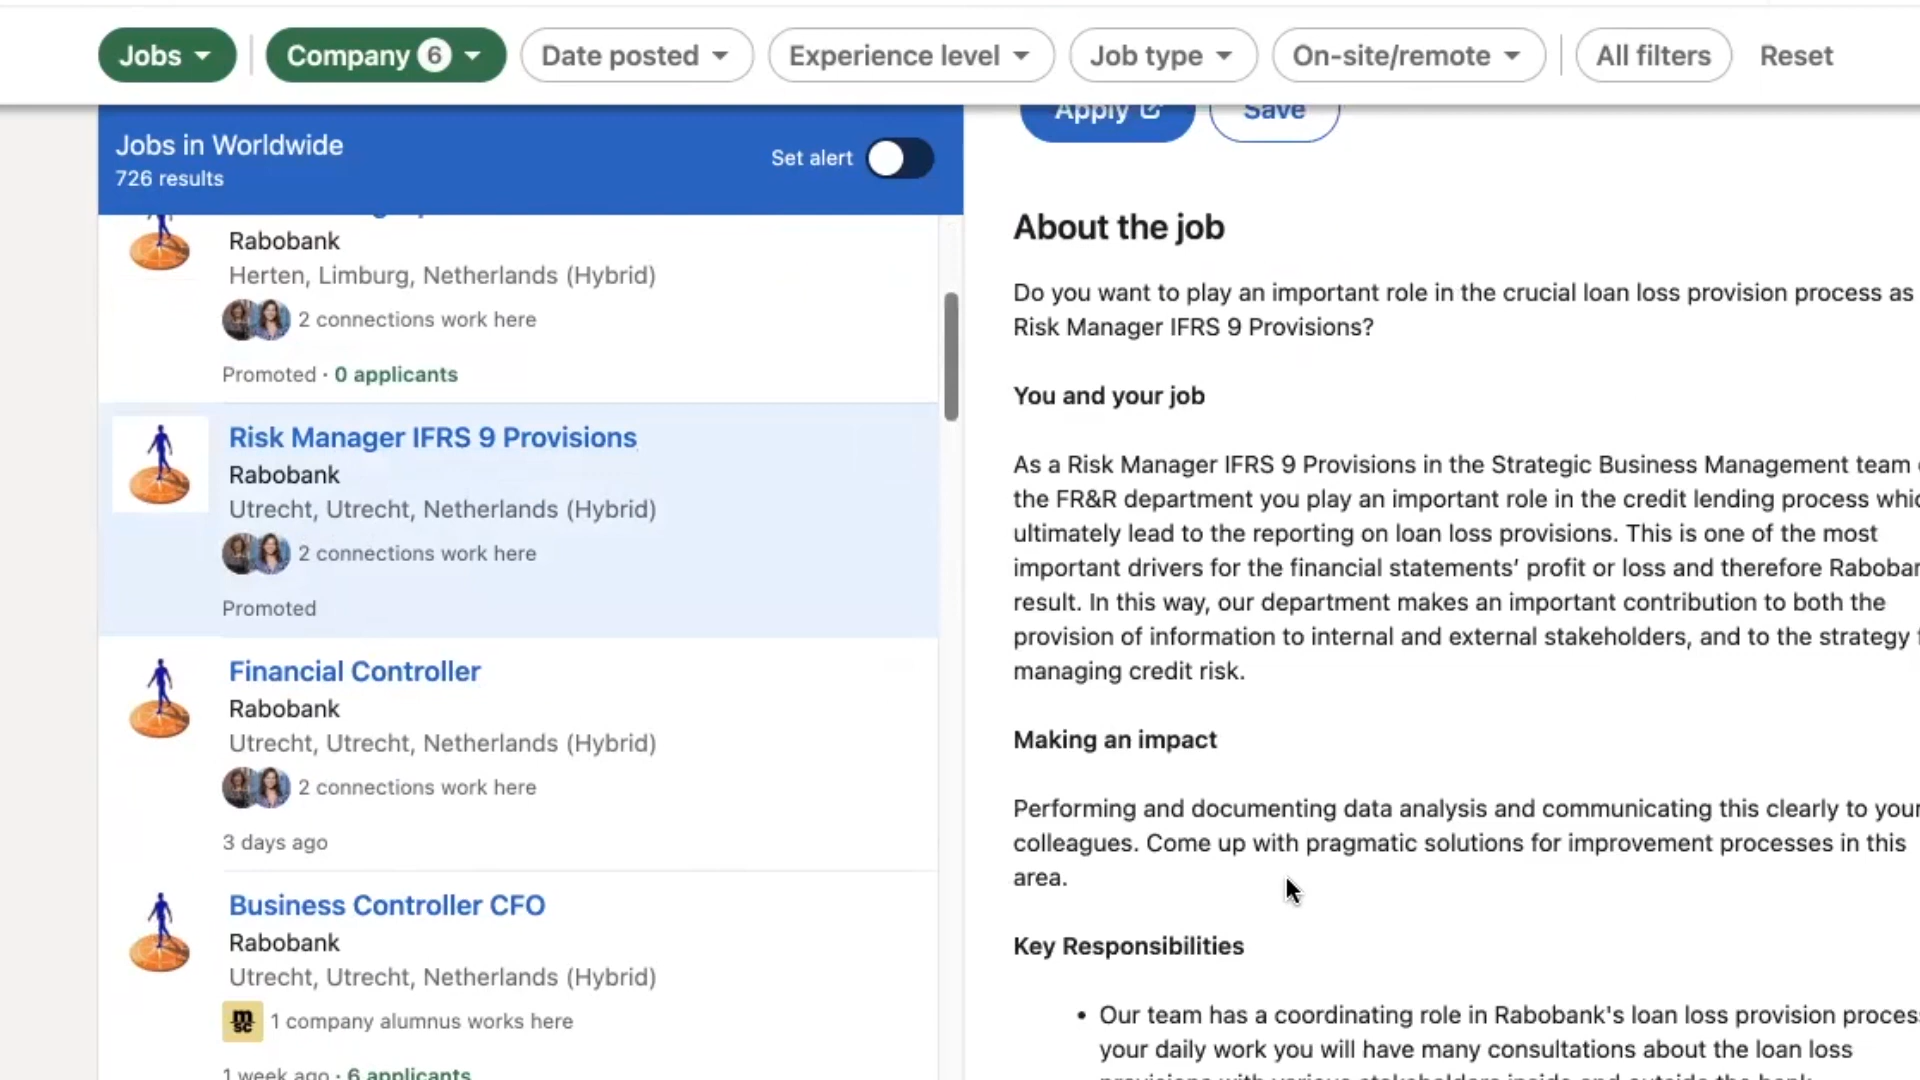 Jobs
Company 6
Date posted
Experience level
Job type
On-site/remote
All filters
Reset
Jobs in Worldwide
726 results
Set alert
Rabobank
Herten, Limburg, Netherlands (Hybrid)
2 connections work here
Promoted · 0 applicants
Risk Manager IFRS 9 Provisions
Rabobank
Utrecht, Utrecht, Netherlands (Hybrid)
2 connections work here
Promoted
Financial Controller
Rabobank
Utrecht, Utrecht, Netherlands (Hybrid)
2 connections work here
3 days ago
Business Controller CFO
Rabobank
Utrecht, Utrecht, Netherlands (Hybrid)
msc
1 company alumnus works here
1 week ago · 6 applicants
Apply
Save
About the job
Do you want to play an important role in the crucial loan loss provision process as
Risk Manager IFRS 9 Provisions?
You and your job
As a Risk Manager IFRS 9 Provisions in the Strategic Business Management team
the FR&R department you play an important role in the credit lending process
ultimately lead to the reporting on loan loss provisions. This is one of the most
important drivers for the financial statements’ profit or loss and therefore
result. In this way, our department makes an important contribution to both the
provision of information to internal and external stakeholders, and to the strategy
managing credit risk.
Making an impact
Performing and documenting data analysis and communicating this clearly to your
colleagues. Come up with pragmatic solutions for improvement processes in this
area.
Key Responsibilities
• Our team has a coordinating role in Rabobank's loan loss provision
your daily work you will have many consultations about the loan loss
provisions with various stakeholders inside and outside the bank